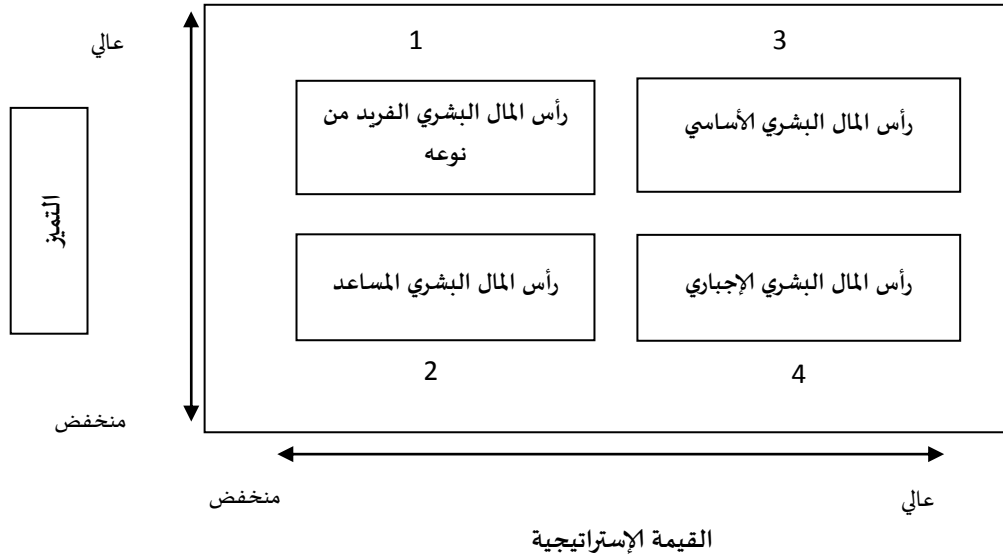 عالي
1
3
رأس المال البشري الفريد من
نوعه
رأس المال البشري الأساسي
التميز
رأس المال البشري المساعد
رأس المال البشري الإجباري
2
4
منخفض
منخفض
عالي
القيمة الإستراتيجية